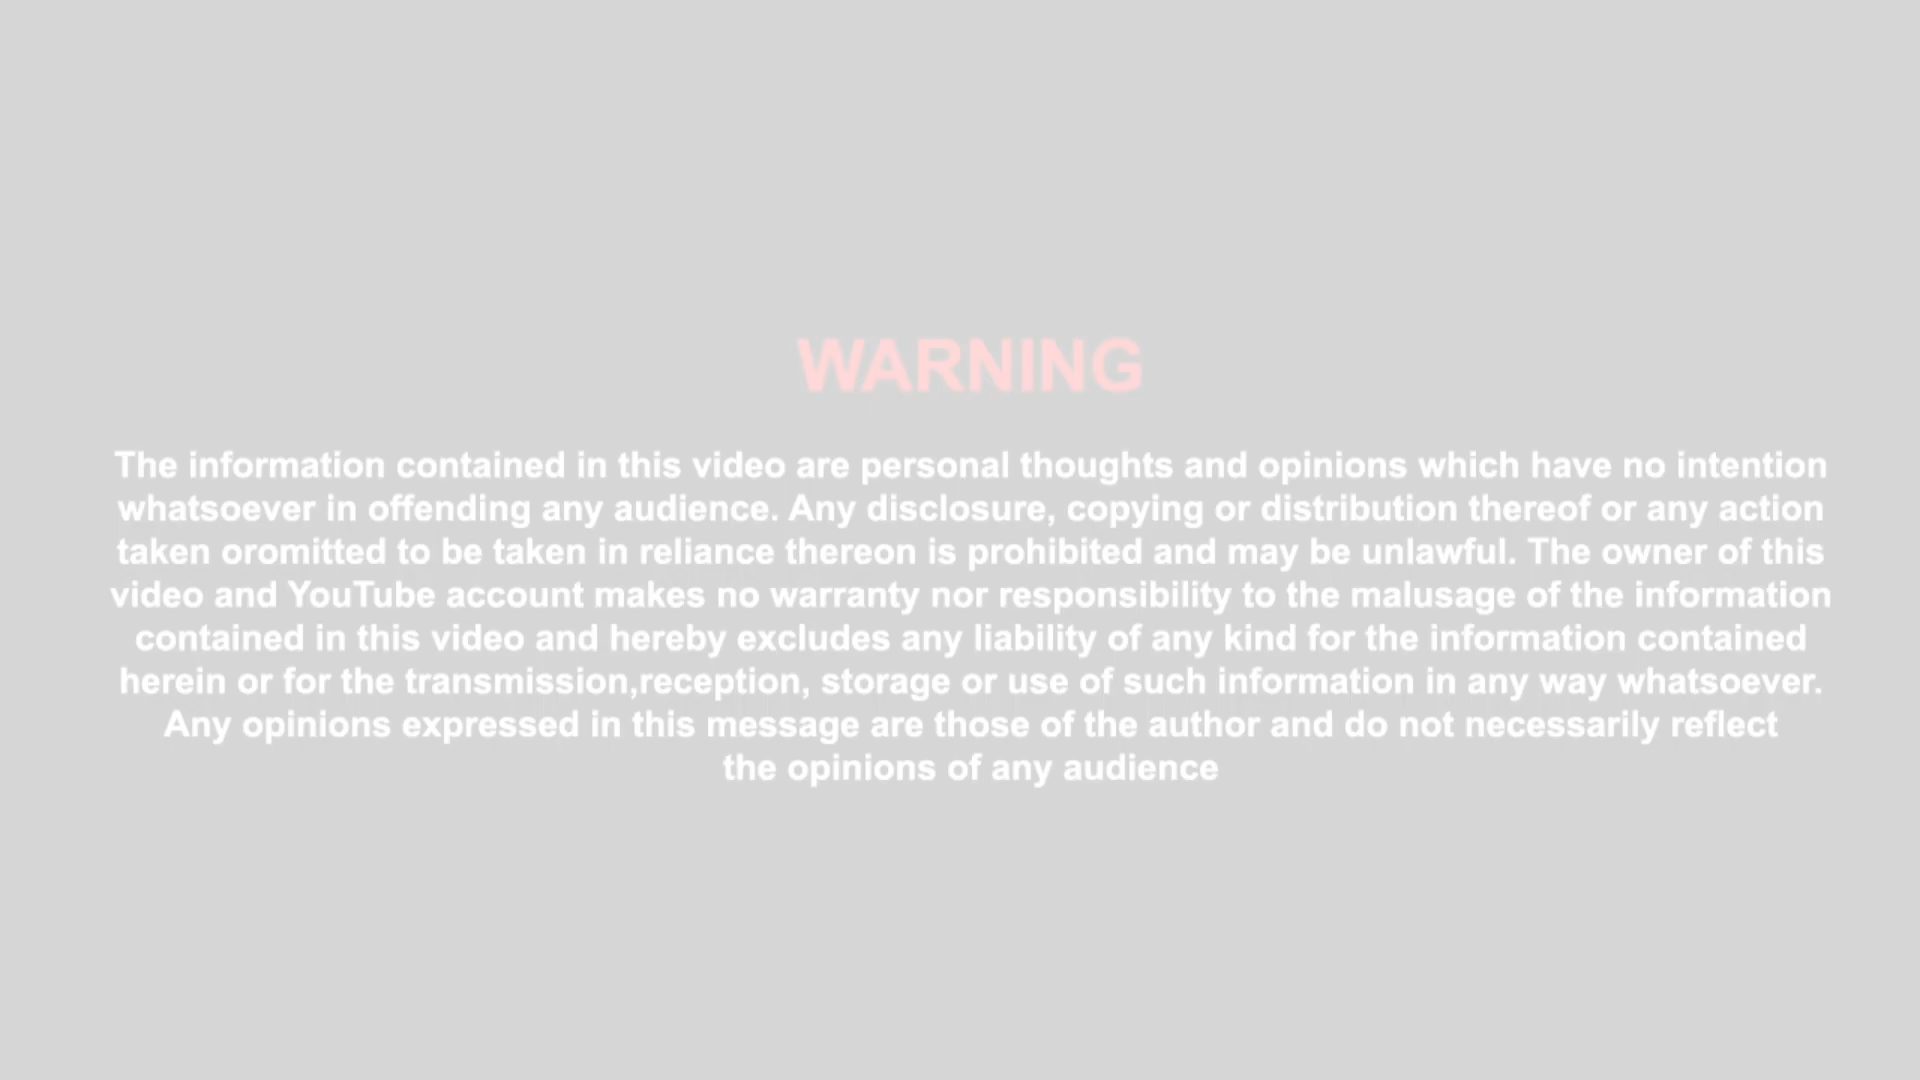 WARNING
The information contained in this video are personal thoughts and opinions which have no intention
whatsoever in offending any audience. Any disclosure, copying or distribution thereof or any action
taken oromitted to be taken in reliance thereon is prohibited and may be unlawful. The owner of this
video and YouTube account makes no warranty nor responsibility to the malusage of the information
contained in this video and hereby excludes any liability of any kind for the information contained
herein or for the transmission,reception, storage or use of such information in any way whatsoever.
Any opinions expressed in this message are those of the author and do not necessarily reflect
the opinions of any audience